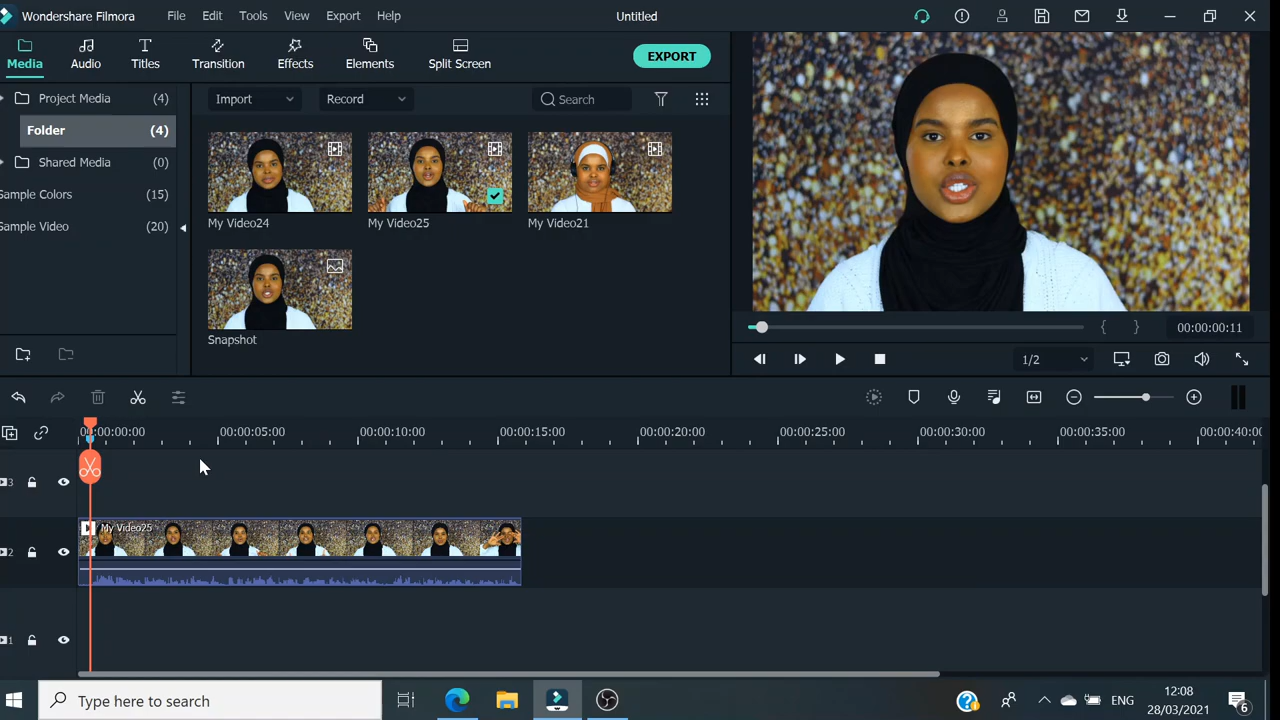 Wondershare Filmora File Edit Tools View Export Help Untitled
Media Audio Titles Transition Effects Elements Split Screen EXPORT
Project Media (4)
Folder (4)
Shared Media (0)
Sample Colors (15)
Sample Video (20)
Import Record Search
My Video24 My Video25 My Video21
Snapshot
{ } 00:00:00:11
1/2
00:00:00:00 00:00:05:00 00:00:10:00 00:00:15:00 00:00:20:00 00:00:25:00 00:00:30:00 00:00:35:00 00:00:40:00
3
2 My Video25
1
Type here to search ENG 12:08
28/03/2021 6